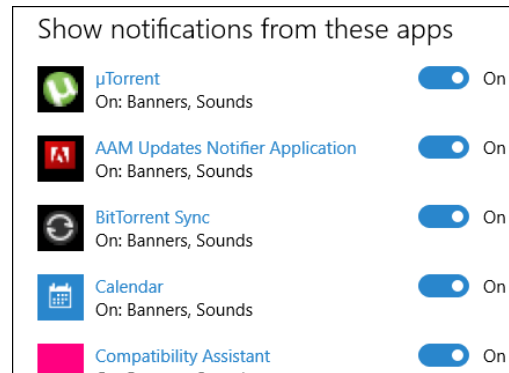 Show notifications from these apps
µTorrent
On
On: Banners, Sounds
AAM Updates Notifier Application
On
On: Banners, Sounds
BitTorrent Sync
On
On: Banners, Sounds
Calendar
On
On: Banners, Sounds
Compatibility Assistant
On